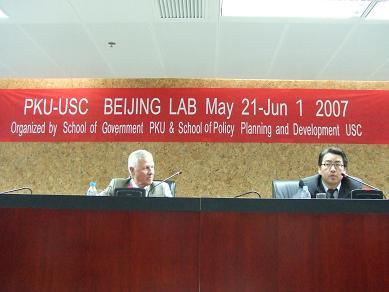 PKU-USC BEIJING LAB May 21-Jun 1 2007
Organized by School of Government PKU & School of Policy Planning and Development USC